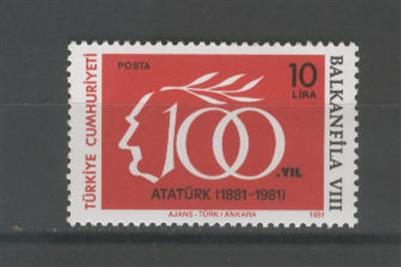 TÜRKİYE CUMHURİYETİ
POSTA
10
LİRA
BALKANFİLA VIII
100
.YIL
ATATÜRK (1881-1981)
AJANS-TÜRK / ANKARA
1981